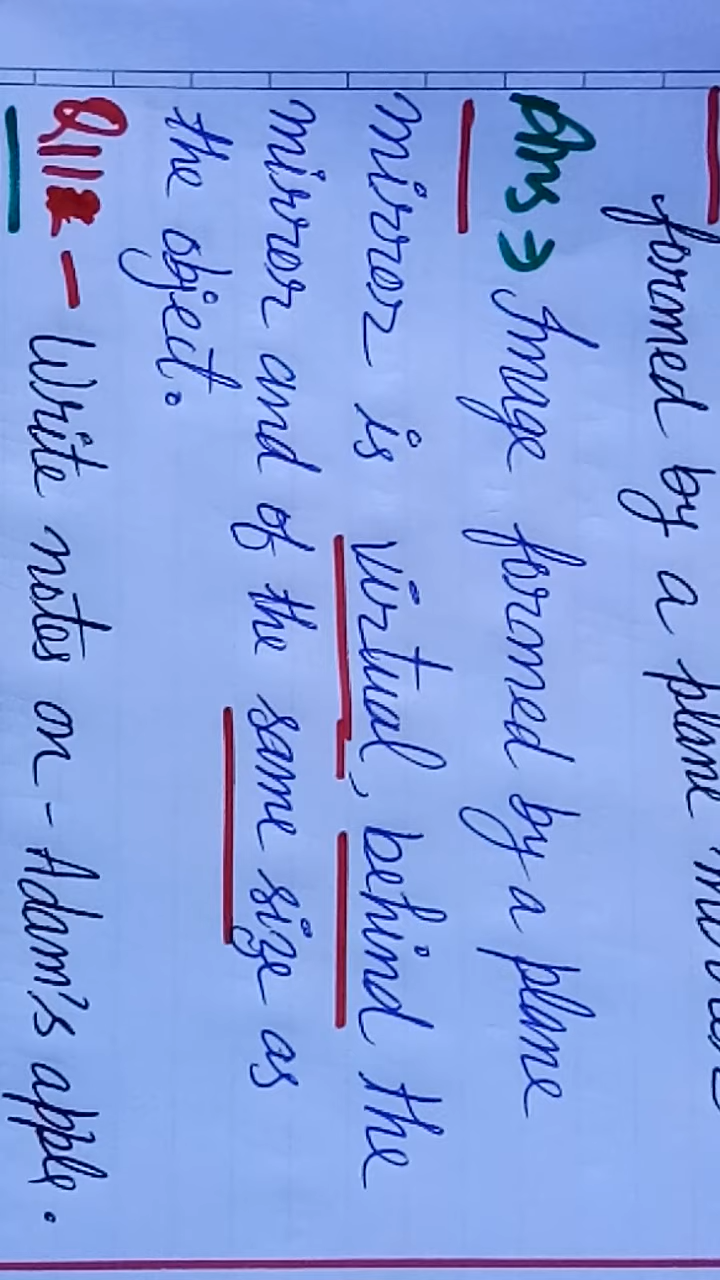 formed by a plane mirror
Ans → Image formed by a plane
mirror is virtual, behind the
mirror and of the same size as
the object.
Q11 - Write notes on - Adam's apple.